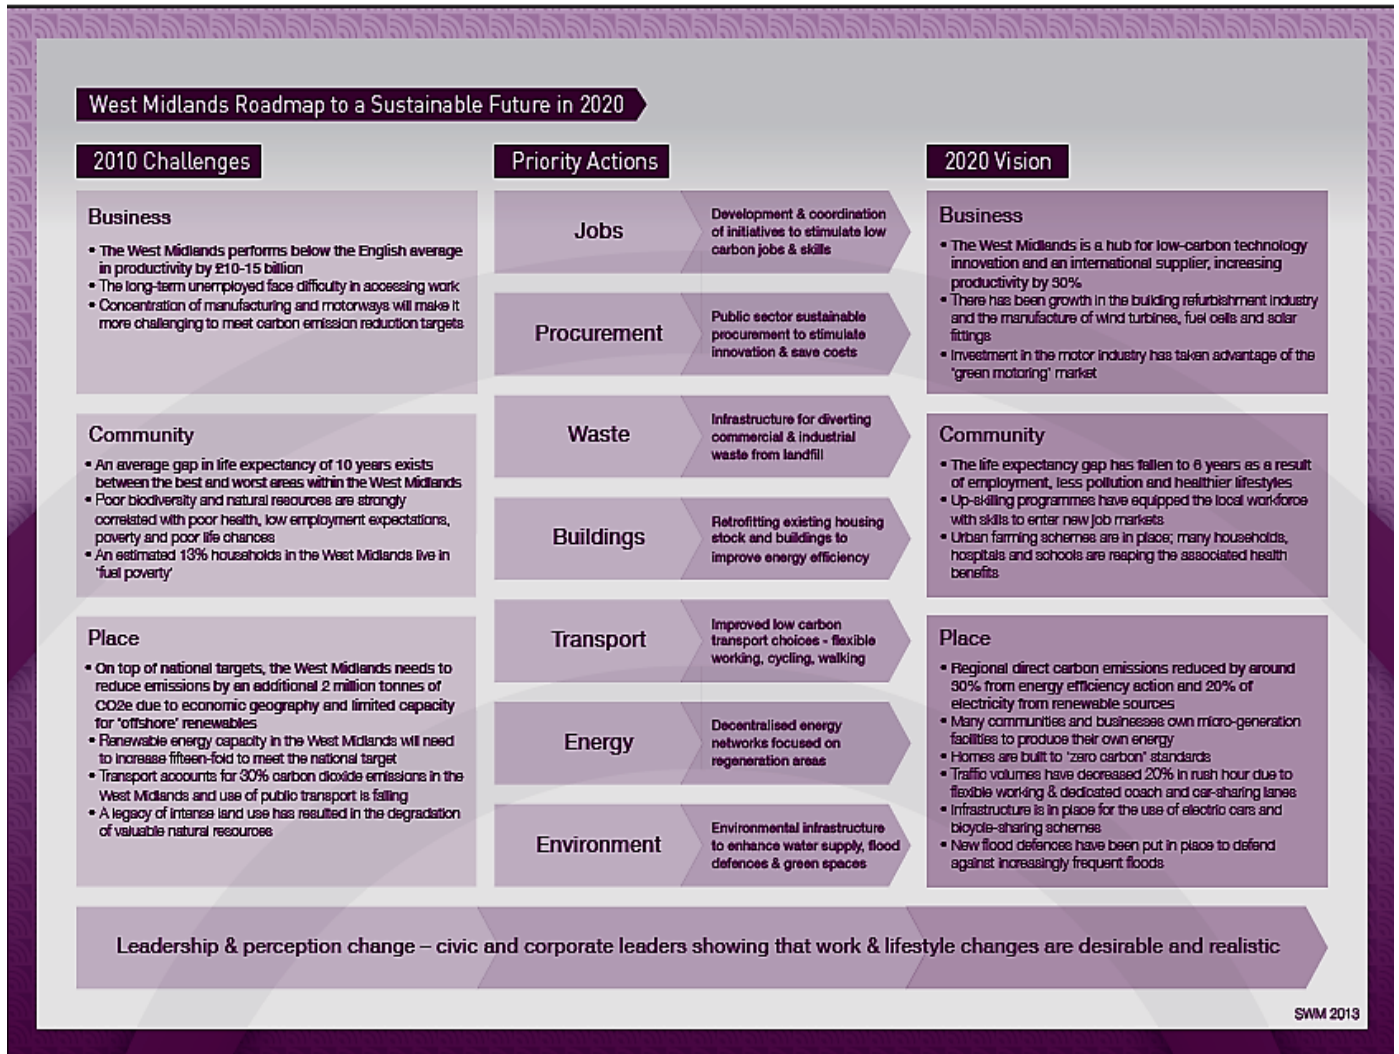 West Midlands Roadmap to a Sustainable Future in 2020
2010 Challenges
Business
• The West Midlands performs below the English average
in productivity by £10-15 billion
• The long-term unemployed face difficulty in accessing work
• Concentration of manufacturing and motorways will make it
more challenging to meet carbon emission reduction targets
Community
• An average gap in life expectancy of 10 years exists
between the best and worst areas within the West Midlands
• Poor biodiversity and natural resources are strongly
correlated with poor health, low employment expectations,
poverty and poor life chances
• An estimated 13% households in the West Midlands live in
'fuel poverty'
Place
• On top of national targets, the West Midlands needs to
reduce emissions by an additional 2 million tonnes of
CO2e due to economic geography and limited capacity
for 'offshore' renewables
• Renewable energy capacity in the West Midlands will need
to increase fifteen-fold to meet the national target
• Transport accounts for 30% carbon dioxide emissions in the
West Midlands and use of public transport is falling
• A legacy of intense land use has resulted in the degradation
of valuable natural resources
Priority Actions
Jobs
Development & coordination
of initiatives to stimulate low
carbon jobs & skills
Procurement
Public sector sustainable
procurement to stimulate
innovation & save costs
Waste
Infrastructure for diverting
commercial & industrial
waste from landfill
Buildings
Retrofitting existing housing
stock and buildings to
improve energy efficiency
Transport
Improved low carbon
transport choices - flexible
working, cycling, walking
Energy
Decentralised energy
networks focused on
regeneration areas
Environment
Environmental infrastructure
to enhance water supply, flood
defences & green spaces
2020 Vision
Business
• The West Midlands is a hub for low-carbon technology
innovation and an international supplier, increasing
productivity by 30%
• There has been growth in the building refurbishment industry
and the manufacture of wind turbines, fuel cells and solar
fittings
• Investment in the motor industry has taken advantage of the
'green motoring' market
Community
• The life expectancy gap has fallen to 6 years as a result
of employment, less pollution and healthier lifestyles
• Up-skilling programmes have equipped the local workforce
with skills to enter new job markets
• Urban farming schemes are in place; many households,
hospitals and schools are reaping the associated health
benefits
Place
• Regional direct carbon emissions reduced by around
30% from energy efficiency action and 20% of
electricity from renewable sources
• Many communities and businesses own micro-generation
facilities to produce their own energy
• Homes are built to 'zero carbon' standards
• Traffic volumes have decreased 20% in rush hour due to
flexible working & dedicated coach and car-sharing lanes
• Infrastructure is in place for the use of electric cars and
bicycle-sharing schemes
• New flood defences have been put in place to defend
against increasingly frequent floods
Leadership & perception change – civic and corporate leaders showing that work & lifestyle changes are desirable and realistic
SWM 2013